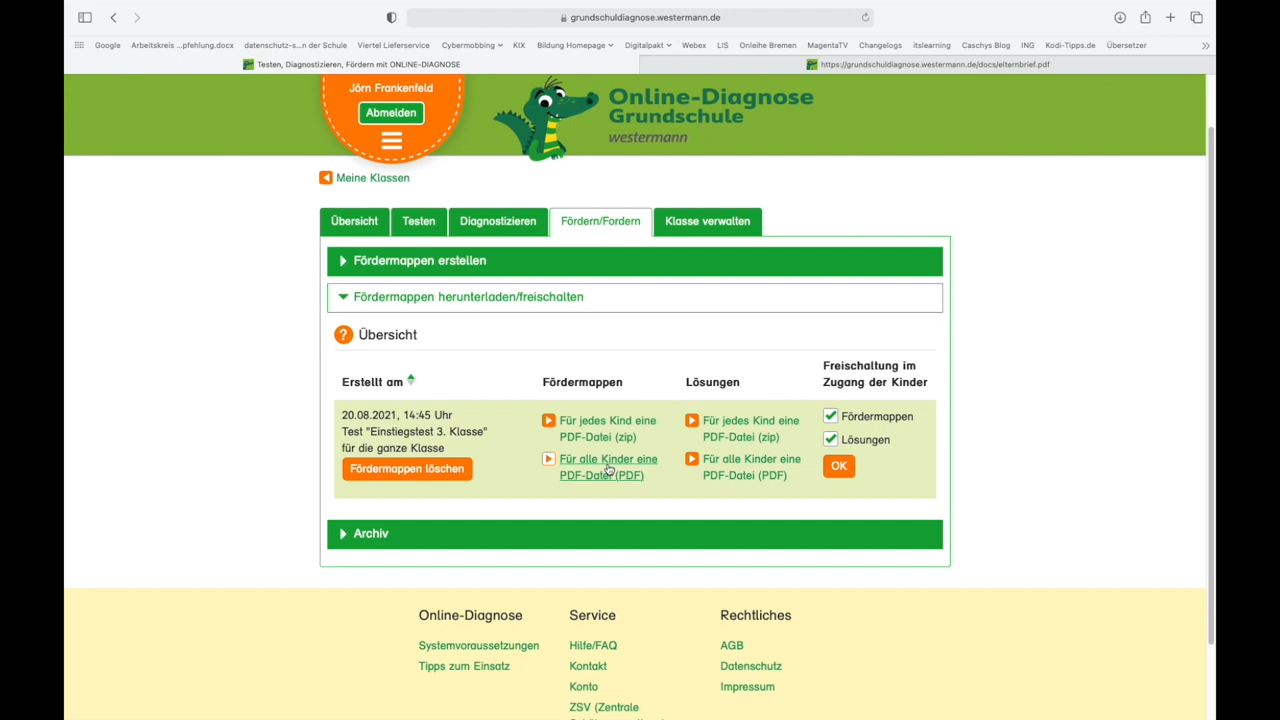 grundschuldiagnose.westermann.de
Google Arbeitskreis ...pfehlung.docx datenschutz-s...n der Schule Viertel Lieferservice Cybermobbing KIX Bildung Homepage Digitalpakt Webex LIS Onleihe Bremen MagentaTV Changelogs itslearning Caschys Blog ING Kodi-Tipps.de Übersetzer
Testen, Diagnostizieren, Fördern mit ONLINE-DIAGNOSE
https://grundschuldiagnose.westermann.de/docs/elternbrief.pdf
Jörn Frankenfeld
Abmelden
Online-Diagnose
Grundschule
westermann
Meine Klassen
Übersicht Testen Diagnostizieren Fördern/Fordern Klasse verwalten
Fördermappen erstellen
Fördermappen herunterladen/freischalten
? Übersicht
Erstellt am
Fördermappen
Lösungen
Freischaltung im
Zugang der Kinder
20.08.2021, 14:45 Uhr
Test "Einstiegstest 3. Klasse"
für die ganze Klasse
Fördermappen löschen
Für jedes Kind eine
PDF-Datei (zip)
Für alle Kinder eine
PDF-Datei (PDF)
Für jedes Kind eine
PDF-Datei (zip)
Für alle Kinder eine
PDF-Datei (PDF)
Fördermappen
Lösungen
OK
Archiv
Online-Diagnose
Systemvoraussetzungen
Tipps zum Einsatz
Service
Hilfe/FAQ
Kontakt
Konto
ZSV (Zentrale
Rechtliches
AGB
Datenschutz
Impressum